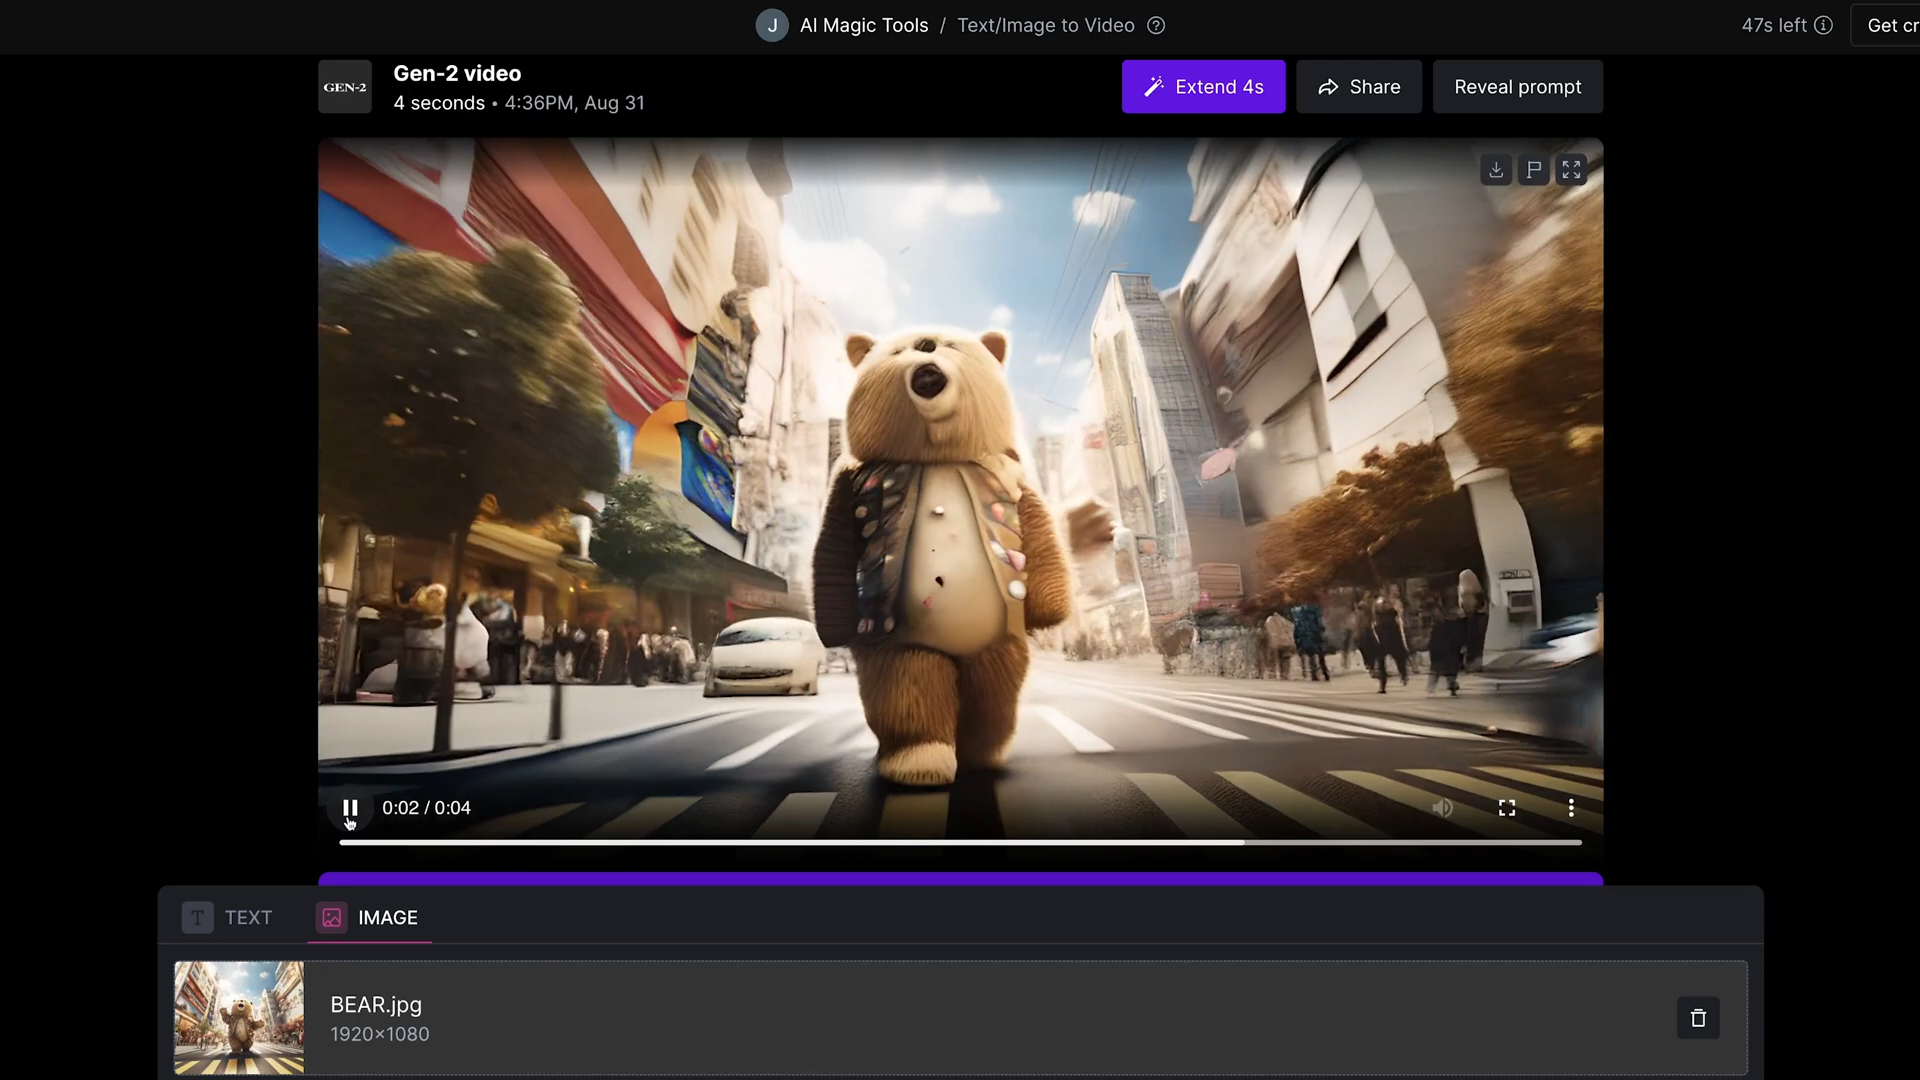 J AI Magic Tools / Text/Image to Video ?
47s left
Get cr
GEN-2
Gen-2 video
4 seconds • 4:36PM, Aug 31
Extend 4s
Share
Reveal prompt
0:02 / 0:04
T TEXT
IMAGE
BEAR.jpg
1920×1080